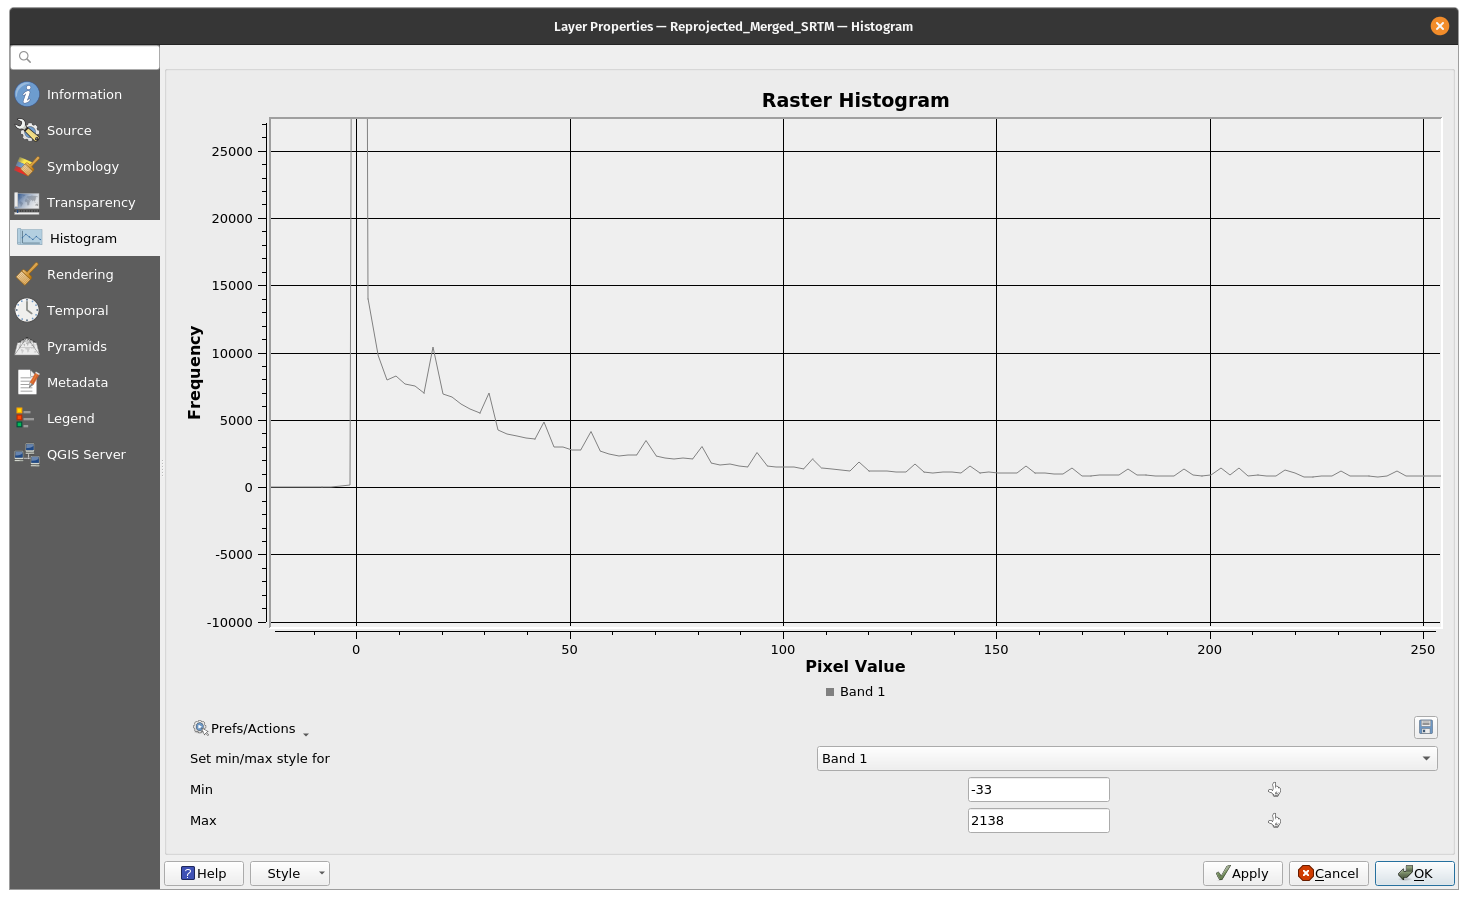 Layer Properties — Reprojected_Merged_SRTM — Histogram
Information
Source
Symbology
Transparency
Histogram
Rendering
Temporal
Pyramids
Metadata
Legend
QGIS Server
Raster Histogram
Frequency
25000
20000
15000
10000
5000
0
-5000
-10000
0 50 100 150 200 250
Pixel Value
Band 1
Prefs/Actions
Set min/max style for Band 1
Min -33
Max 2138
Help Style Apply Cancel OK